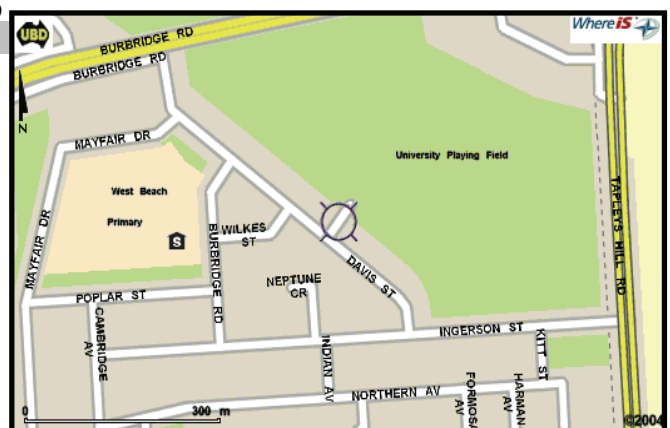 UBD
Where iS
BURBRIDGE RD
BURBRIDGE RD
N
MAYFAIR DR
University Playing Field
West Beach
Primary
S
MAYFAIR DR
WILKES
ST
BURBRIDGE RD
TAPLEYS HILL RD
DAVIS ST
NEPTUNE
CR
POPLAR ST
CAMBRIDGE
AV
INGERSON ST
KITT ST
INDIAN AV
NORTHERN AV
FORMOSA
AV
HARMAN
AV
0 300 m
©2004